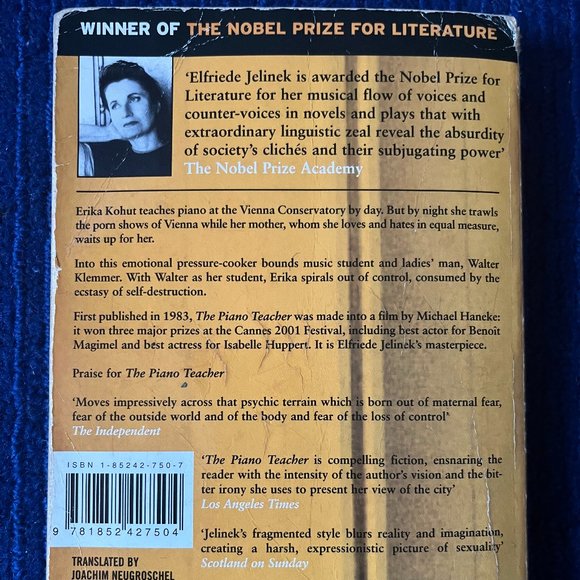 WINNER OF THE NOBEL PRIZE FOR LITERATURE
‘Elfriede Jelinek is awarded the Nobel Prize for
Literature for her musical flow of voices and
counter-voices in novels and plays that with
extraordinary linguistic zeal reveal the absurdity
of society’s clichés and their subjugating power’
The Nobel Prize Academy
Erika Kohut teaches piano at the Vienna Conservatory by day. But by night she trawls
the porn shows of Vienna while her mother, whom she loves and hates in equal measure,
waits up for her.
Into this emotional pressure-cooker bounds music student and ladies’ man, Walter
Klemmer. With Walter as her student, Erika spirals out of control, consumed by the
ecstasy of self-destruction.
First published in 1983, The Piano Teacher was made into a film by Michael Haneke:
it won three major prizes at the Cannes 2001 Festival, including best actor for Benoît
Magimel and best actress for Isabelle Huppert. It is Elfriede Jelinek’s masterpiece.
Praise for The Piano Teacher
‘Moves impressively across that psychic terrain which is born out of maternal fear,
fear of the outside world and of the body and fear of the loss of control’
The Independent
ISBN 1-85242-750-7
9 781852 427504
TRANSLATED BY
JOACHIM NEUGROSCHEL
‘The Piano Teacher is compelling fiction, ensnaring the
reader with the intensity of the author’s vision and the bit-
ter irony she uses to present her view of the city’
Los Angeles Times
‘Jelinek’s fragmented style blurs reality and imagination,
creating a harsh, expressionistic picture of sexuality’
Scotland on Sunday